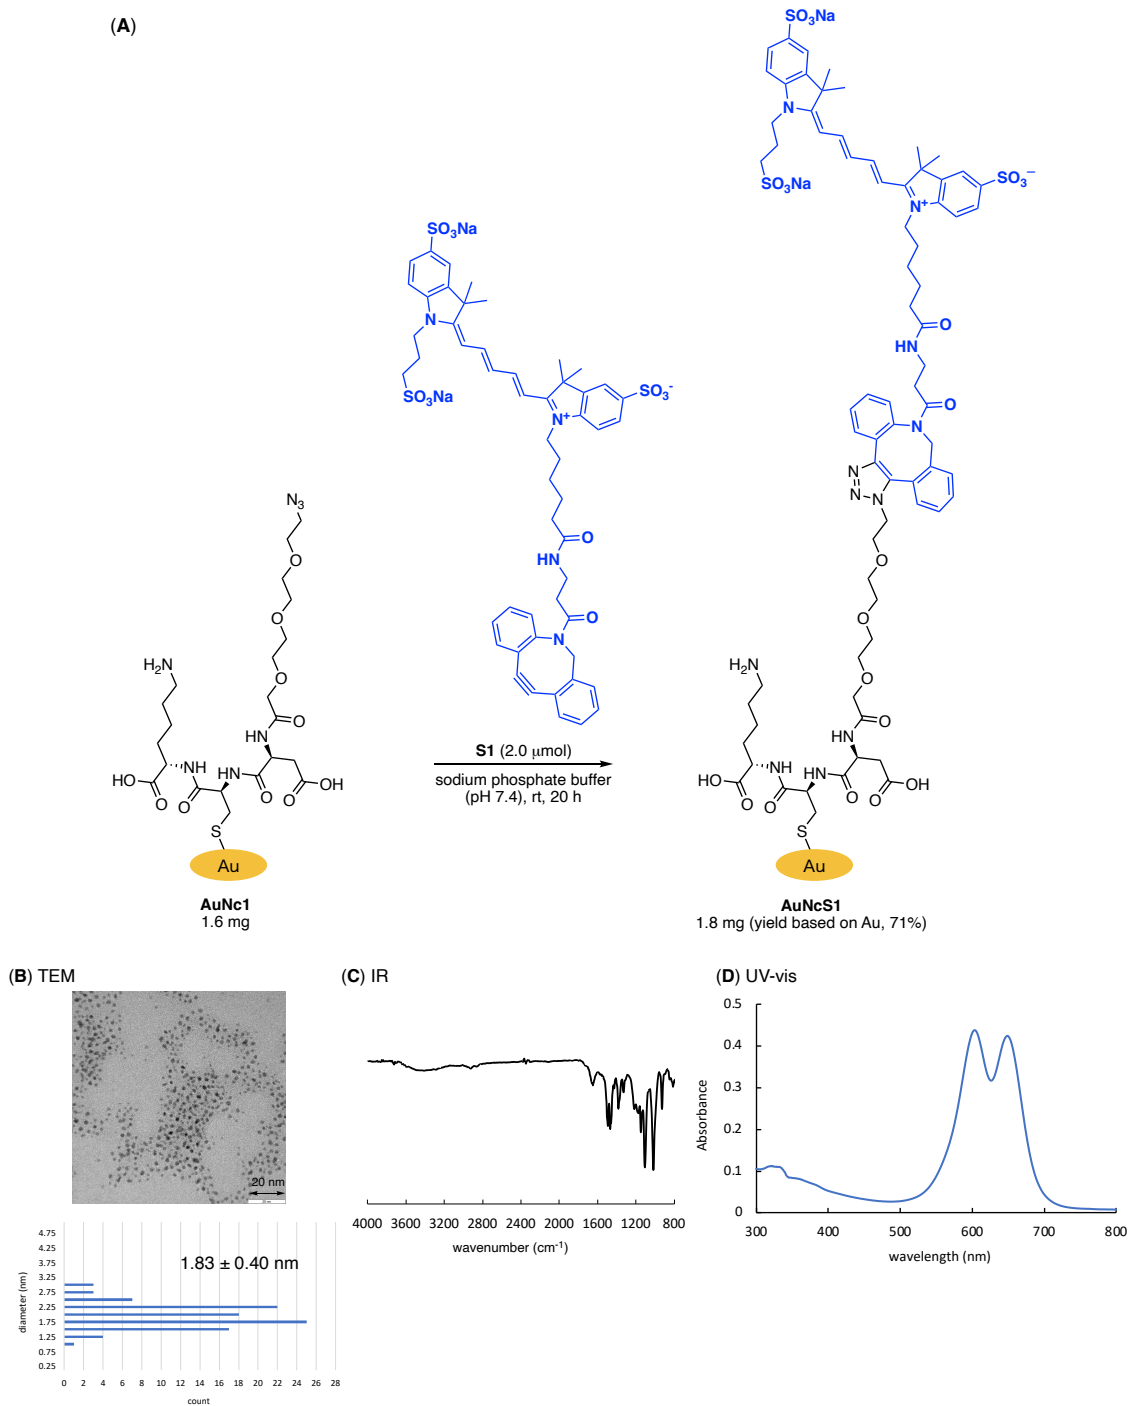 (A)
SO3Na
N
SO3Na
SO3−
N+
O
HN
O
N
N
N
N
O
O
O
O
HN
H2N
HO
O
NH
O
NH
O
O
OH
S
Au
AuNcS1
1.8 mg (yield based on Au, 71%)
SO3Na
N
SO3Na
SO3-
N+
O
HN
O
N
S1 (2.0 μmol)
sodium phosphate buffer
(pH 7.4), rt, 20 h
N3
O
O
O
O
HN
H2N
HO
O
NH
O
NH
O
O
OH
S
Au
AuNc1
1.6 mg
(B) TEM
20 nm
1.83 ± 0.40 nm
diameter (nm)
4.75
4.25
3.75
3.25
2.75
2.25
1.75
1.25
0.75
0.25
0 2 4 6 8 10 12 14 16 18 20 22 24 26 28
count
(C) IR
4000 3600 3200 2800 2400 2000 1600 1200 800
wavenumber (cm-1)
(D) UV-vis
Absorbance
0.5
0.4
0.3
0.2
0.1
0
300 400 500 600 700 800
wavelength (nm)